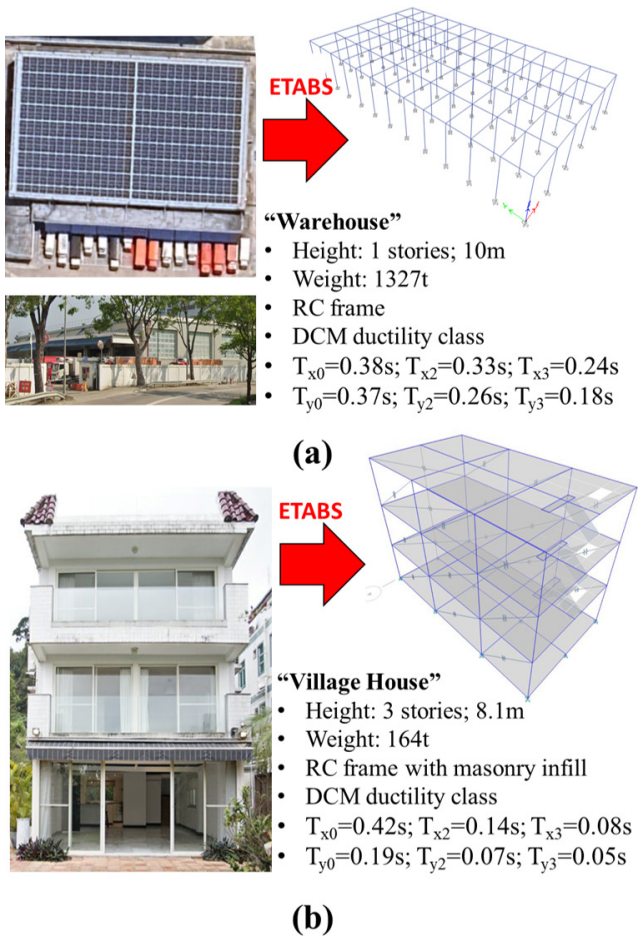 ETABS
“Warehouse”
• Height: 1 stories; 10m
• Weight: 1327t
• RC frame
• DCM ductility class
• Tx0=0.38s; Tx2=0.33s; Tx3=0.24s
• Ty0=0.37s; Ty2=0.26s; Ty3=0.18s
(a)
ETABS
“Village House”
• Height: 3 stories; 8.1m
• Weight: 164t
• RC frame with masonry infill
• DCM ductility class
• Tx0=0.42s; Tx2=0.14s; Tx3=0.08s
• Ty0=0.19s; Ty2=0.07s; Ty3=0.05s
(b)